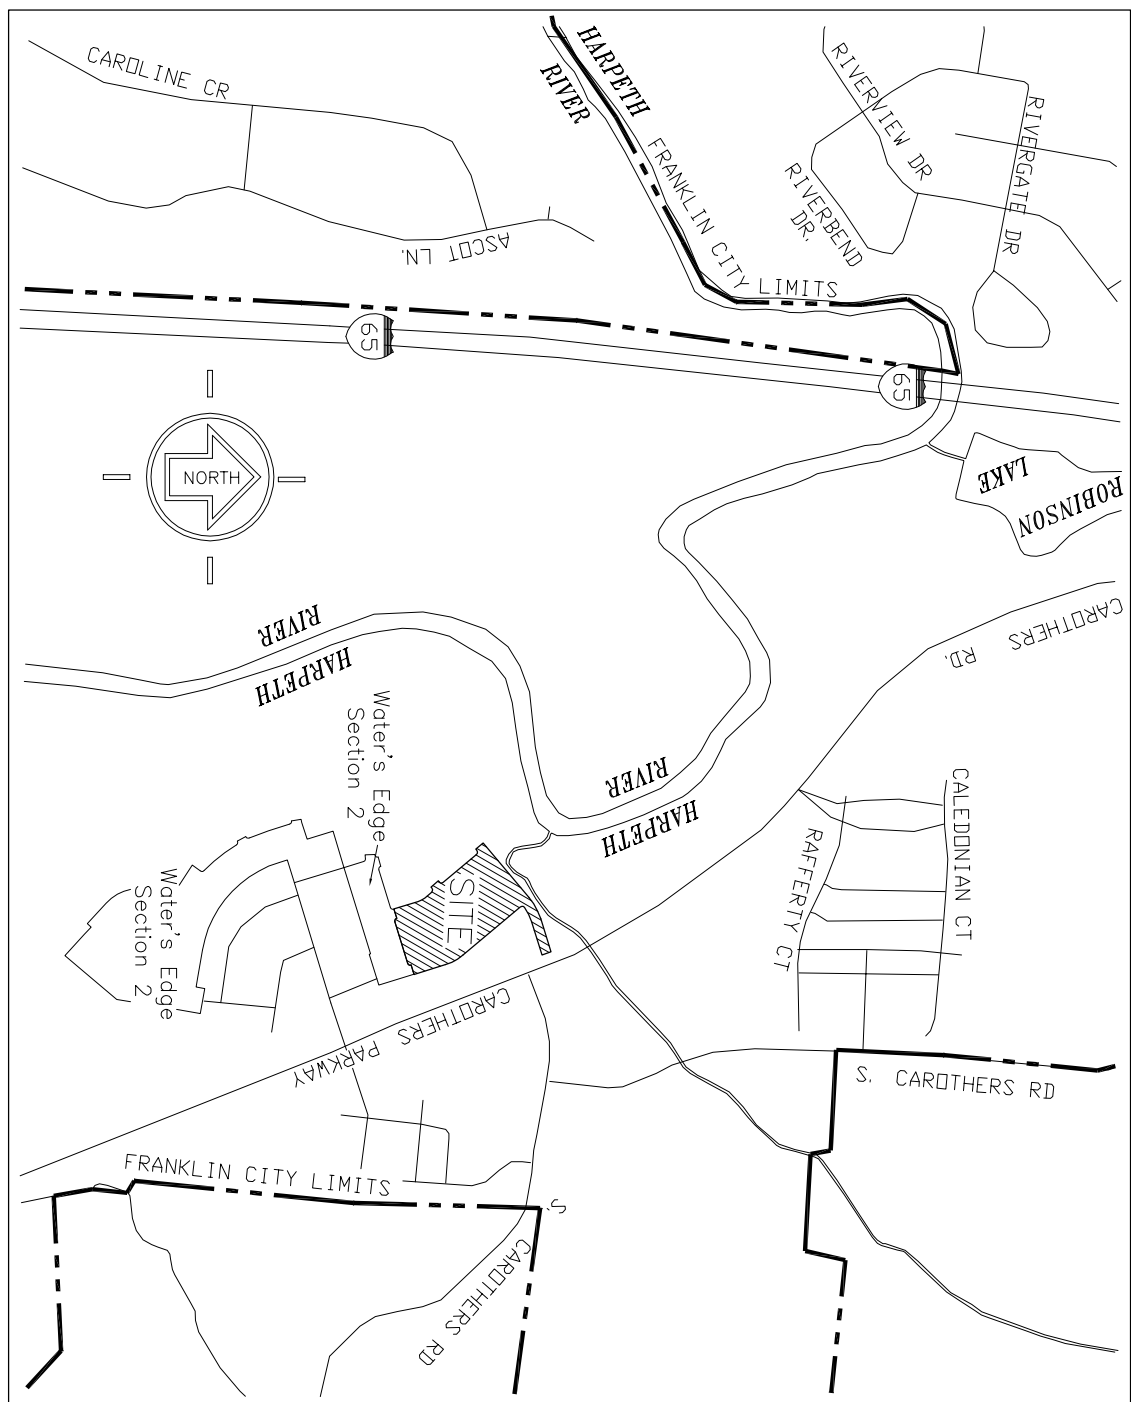 CAROLINE CR
HARPETH
RIVER
RIVERVIEW DR
RIVERGATE DR
RIVERBEND
DR.
FRANKLIN CITY LIMITS
ASCOT LN.
65
65
NORTH
LAKE
ROBINSON
CAROTHERS RD.
RIVER
HARPETH
Water's Edge
Section 2
RIVER
HARPETH
CALEDONIAN CT
RAFFERTY CT
SITE
Water's Edge
Section 2
CAROTHERS PARKWAY
S. CAROTHERS RD
FRANKLIN CITY LIMITS
S. CAROTHERS RD